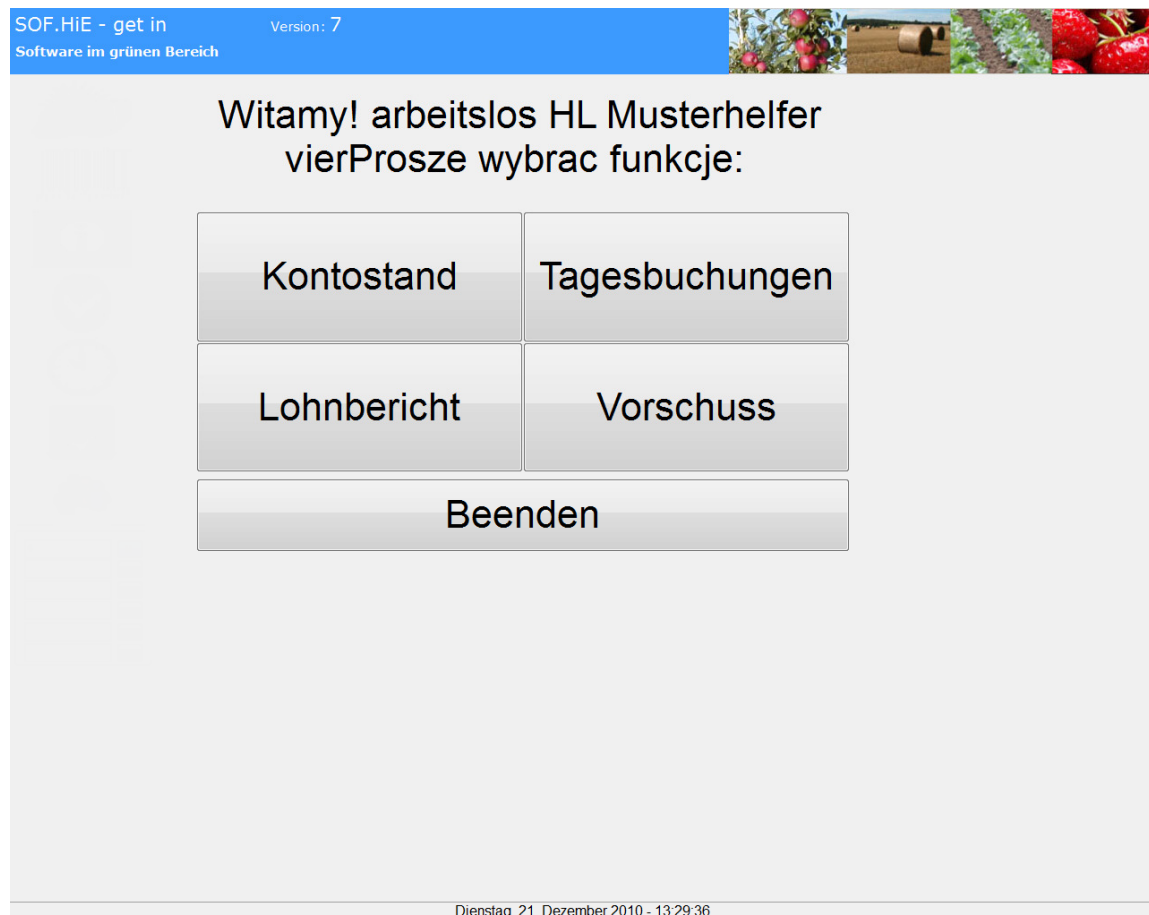 SOF.HiE - get in Version: 7
Software im grünen Bereich
Witamy! arbeitslos HL Musterhelfer
vierProsze wybrac funkcje:
Kontostand Tagesbuchungen
Lohnbericht Vorschuss
Beenden
Dienstag, 21. Dezember 2010 - 13:29:36